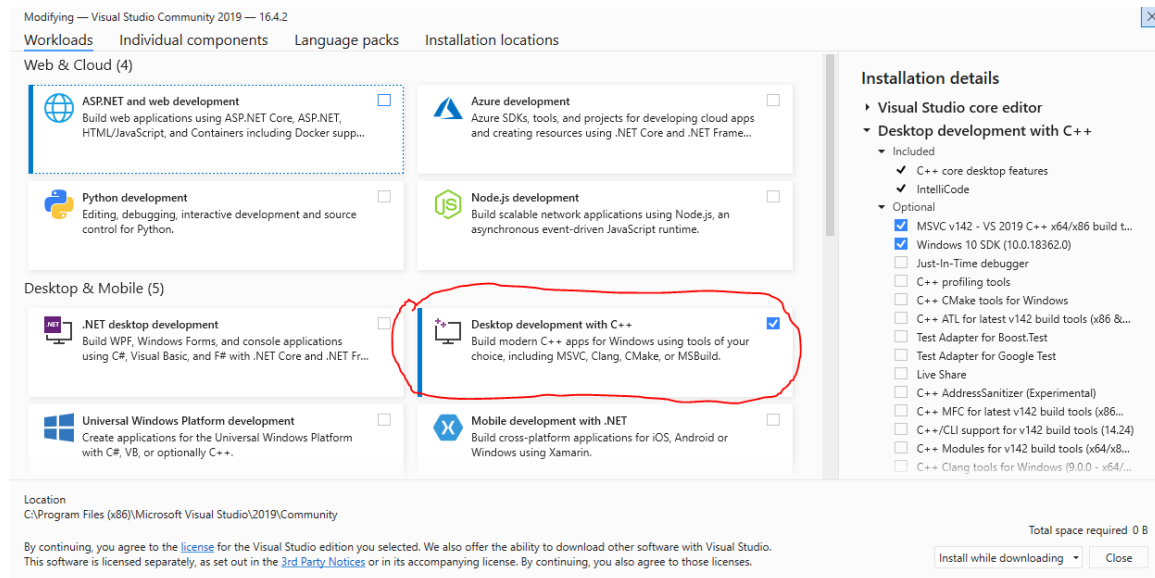 Modifying — Visual Studio Community 2019 — 16.4.2
Workloads Individual components Language packs Installation locations
Web & Cloud (4)
ASP.NET and web development
Build web applications using ASP.NET Core, ASP.NET,
HTML/JavaScript, and Containers including Docker supp...
Azure development
Azure SDKs, tools, and projects for developing cloud apps
and creating resources using .NET Core and .NET Frame...
Python development
Editing, debugging, interactive development and source
control for Python.
JS
Node.js development
Build scalable network applications using Node.js, an
asynchronous event-driven JavaScript runtime.
Desktop & Mobile (5)
.NET
.NET desktop development
Build WPF, Windows Forms, and console applications
using C#, Visual Basic, and F# with .NET Core and .NET Fr...
Desktop development with C++
Build modern C++ apps for Windows using tools of your
choice, including MSVC, Clang, CMake, or MSBuild.
Universal Windows Platform development
Create applications for the Universal Windows Platform
with C#, VB, or optionally C++.
Mobile development with .NET
Build cross-platform applications for iOS, Android or
Windows using Xamarin.
Installation details
Visual Studio core editor
Desktop development with C++
Included
C++ core desktop features
IntelliCode
Optional
MSVC v142 - VS 2019 C++ x64/x86 build t...
Windows 10 SDK (10.0.18362.0)
Just-In-Time debugger
C++ profiling tools
C++ CMake tools for Windows
C++ ATL for latest v142 build tools (x86 &...
Test Adapter for Boost.Test
Test Adapter for Google Test
Live Share
C++ AddressSanitizer (Experimental)
C++ MFC for latest v142 build tools (x86...
C++/CLI support for v142 build tools (14.24)
C++ Modules for v142 build tools (x64/x8...
C++ Clang tools for Windows (9.0.0 - x64/...
Location
C:\Program Files (x86)\Microsoft Visual Studio\2019\Community
By continuing, you agree to the license for the Visual Studio edition you selected. We also offer the ability to download other software with Visual Studio.
This software is licensed separately, as set out in the 3rd Party Notices or in its accompanying license. By continuing, you also agree to those licenses.
Total space required 0 B
Install while downloading Close